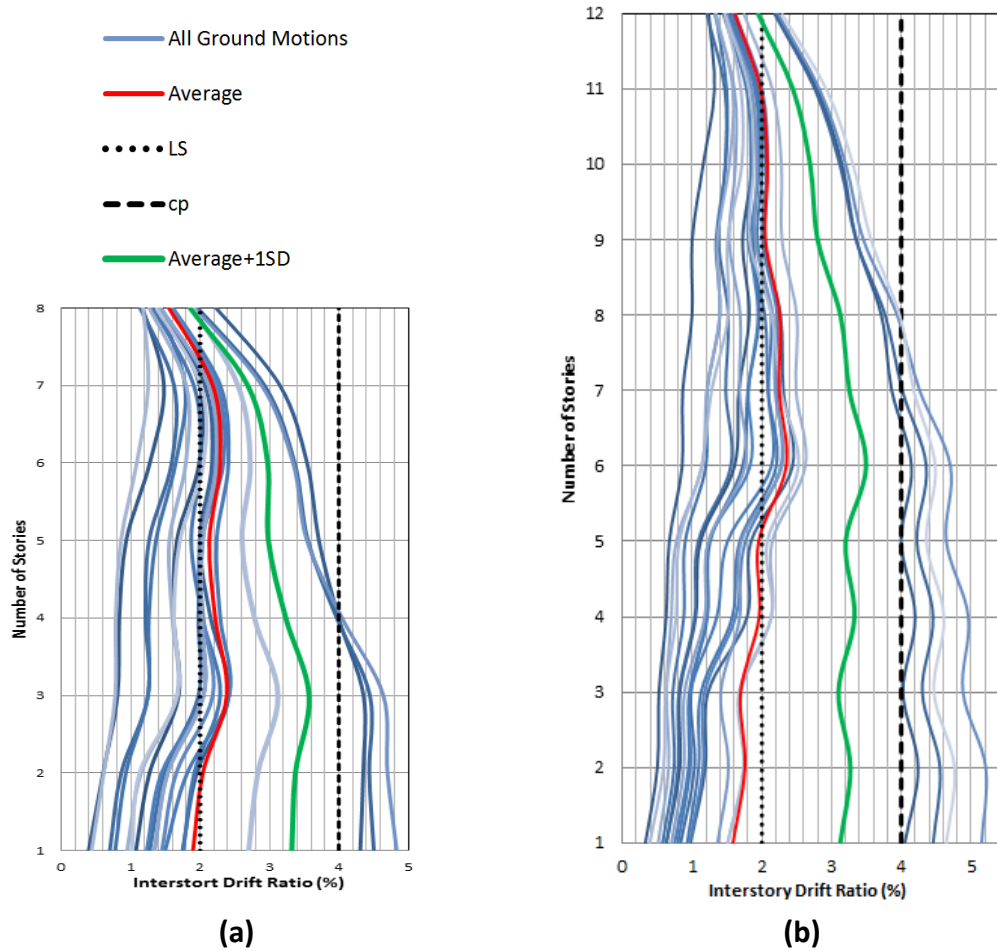 All Ground Motions
Average
LS
cp
Average+1SD
8
7
6
5
4
3
2
1
Number of Stories
0 1 2 3 4 5
Interstort Drift Ratio (%)
(a)
12
11
10
9
8
7
6
5
4
3
2
1
Number of Stories
0 1 2 3 4 5
Interstory Drift Ratio (%)
(b)